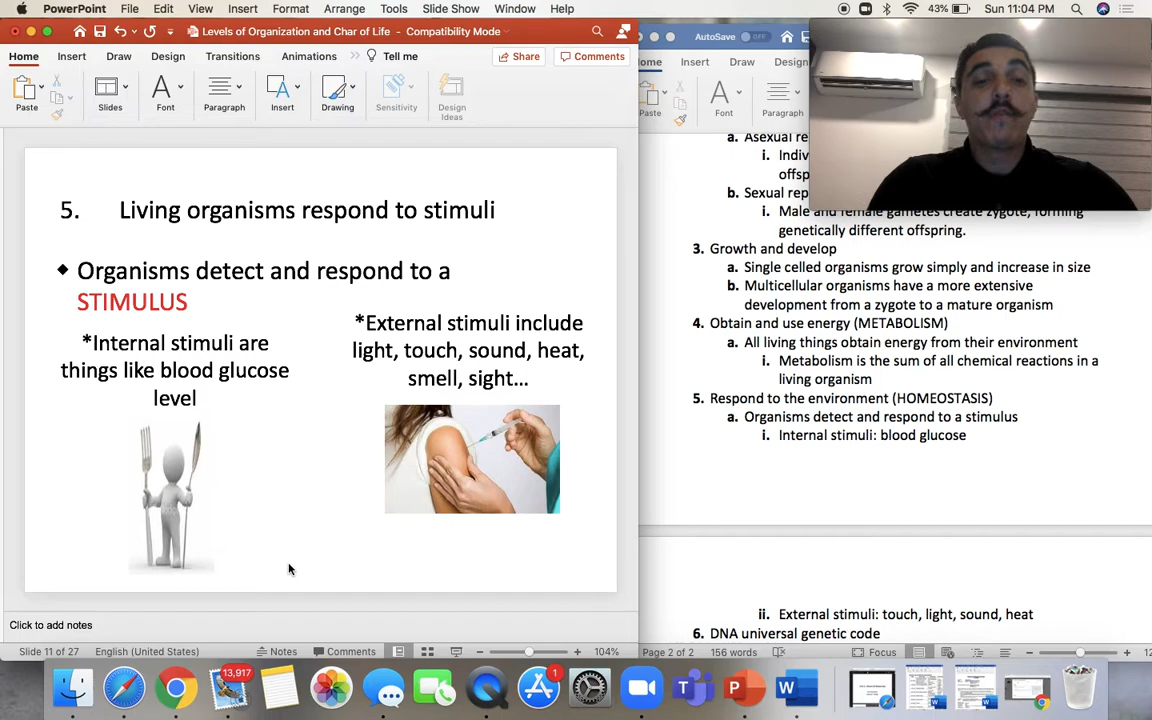 PowerPoint File Edit View Insert Format Arrange Tools Slide Show Window Help 43% Sun 11:04 PM
Levels of Organization and Char of Life - Compatibility Mode
AutoSave OFF
Home Insert Draw Design Transitions Animations Tell me Share Comments
ome Insert Draw Design
Paste Slides Font Paragraph Insert Drawing Sensitivity Design Ideas
Paste Font Paragraph
5. Living organisms respond to stimuli
Organisms detect and respond to a
STIMULUS
*Internal stimuli are
things like blood glucose
level
*External stimuli include
light, touch, sound, heat,
smell, sight...
Click to add notes
Slide 11 of 27 English (United States) Notes Comments 104%
a. Asexual re
i. Indiv
offsp
b. Sexual rep
i. Male and female gametes create zygote, forming
genetically different offspring.
3. Growth and develop
a. Single celled organisms grow simply and increase in size
b. Multicellular organisms have a more extensive
development from a zygote to a mature organism
4. Obtain and use energy (METABOLISM)
a. All living things obtain energy from their environment
i. Metabolism is the sum of all chemical reactions in a
living organism
5. Respond to the environment (HOMEOSTASIS)
a. Organisms detect and respond to a stimulus
i. Internal stimuli: blood glucose
ii. External stimuli: touch, light, sound, heat
6. DNA universal genetic code
Page 2 of 2 156 words Focus 12
13,917
1